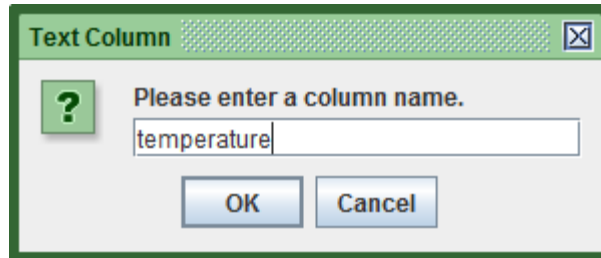 Text Column
?
Please enter a column name.
temperature
OK Cancel